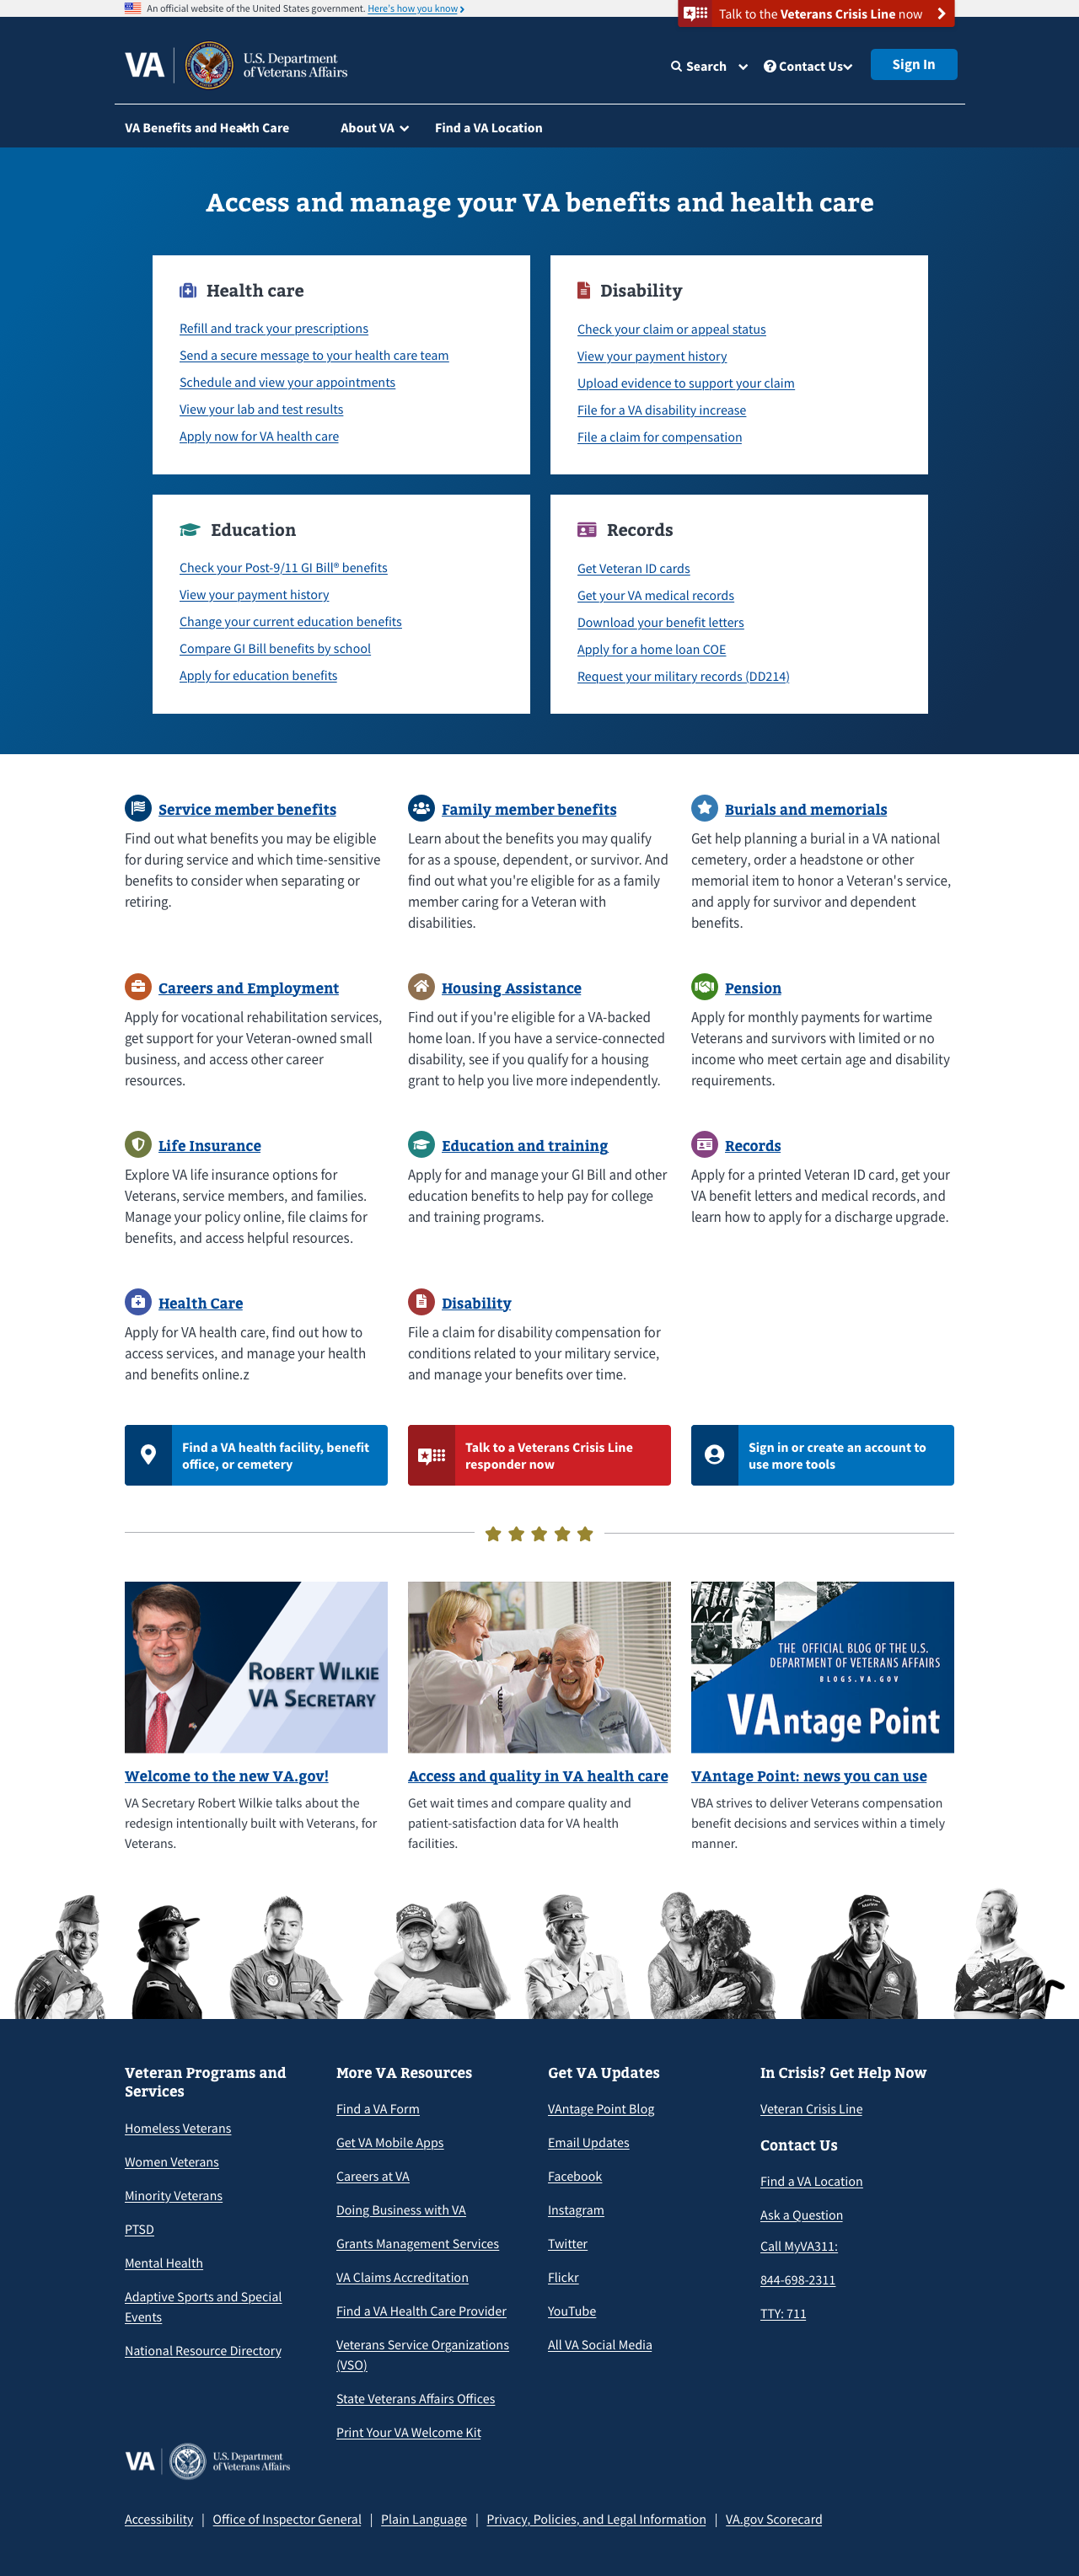 An official website of the United States government. Here's how you know
Talk to the Veterans Crisis Line now
VA
U.S. Department
of Veterans Affairs
Search
Contact Us
Sign In
VA Benefits and Health Care
About VA
Find a VA Location
Access and manage your VA benefits and health care
Health care
Refill and track your prescriptions
Send a secure message to your health care team
Schedule and view your appointments
View your lab and test results
Apply now for VA health care
Disability
Check your claim or appeal status
View your payment history
Upload evidence to support your claim
File for a VA disability increase
File a claim for compensation
Education
Check your Post-9/11 GI Bill® benefits
View your payment history
Change your current education benefits
Compare GI Bill benefits by school
Apply for education benefits
Records
Get Veteran ID cards
Get your VA medical records
Download your benefit letters
Apply for a home loan COE
Request your military records (DD214)
Service member benefits
Find out what benefits you may be eligible
for during service and which time-sensitive
benefits to consider when separating or
retiring.
Family member benefits
Learn about the benefits you may qualify
for as a spouse, dependent, or survivor. And
find out what you're eligible for as a family
member caring for a Veteran with
disabilities.
Burials and memorials
Get help planning a burial in a VA national
cemetery, order a headstone or other
memorial item to honor a Veteran's service,
and apply for survivor and dependent
benefits.
Careers and Employment
Apply for vocational rehabilitation services,
get support for your Veteran-owned small
business, and access other career
resources.
Housing Assistance
Find out if you're eligible for a VA-backed
home loan. If you have a service-connected
disability, see if you qualify for a housing
grant to help you live more independently.
Pension
Apply for monthly payments for wartime
Veterans and survivors with limited or no
income who meet certain age and disability
requirements.
Life Insurance
Explore VA life insurance options for
Veterans, service members, and families.
Manage your policy online, file claims for
benefits, and access helpful resources.
Education and training
Apply for and manage your GI Bill and other
education benefits to help pay for college
and training programs.
Records
Apply for a printed Veteran ID card, get your
VA benefit letters and medical records, and
learn how to apply for a discharge upgrade.
Health Care
Apply for VA health care, find out how to
access services, and manage your health
and benefits online.z
Disability
File a claim for disability compensation for
conditions related to your military service,
and manage your benefits over time.
Find a VA health facility, benefit
office, or cemetery
Talk to a Veterans Crisis Line
responder now
Sign in or create an account to
use more tools
ROBERT WILKIE
VA SECRETARY
THE OFFICIAL BLOG OF THE U.S.
DEPARTMENT OF VETERANS AFFAIRS
BLOGS.VA.GOV
VAntage Point
Welcome to the new VA.gov!
VA Secretary Robert Wilkie talks about the
redesign intentionally built with Veterans, for
Veterans.
Access and quality in VA health care
Get wait times and compare quality and
patient-satisfaction data for VA health
facilities.
VAntage Point: news you can use
VBA strives to deliver Veterans compensation
benefit decisions and services within a timely
manner.
Veteran Programs and
Services
Homeless Veterans
Women Veterans
Minority Veterans
PTSD
Mental Health
Adaptive Sports and Special
Events
National Resource Directory
More VA Resources
Find a VA Form
Get VA Mobile Apps
Careers at VA
Doing Business with VA
Grants Management Services
VA Claims Accreditation
Find a VA Health Care Provider
Veterans Service Organizations
(VSO)
State Veterans Affairs Offices
Print Your VA Welcome Kit
Get VA Updates
VAntage Point Blog
Email Updates
Facebook
Instagram
Twitter
Flickr
YouTube
All VA Social Media
In Crisis? Get Help Now
Veteran Crisis Line
Contact Us
Find a VA Location
Ask a Question
Call MyVA311:
844-698-2311
TTY: 711
VA
U.S. Department
of Veterans Affairs
Accessibility | Office of Inspector General | Plain Language | Privacy, Policies, and Legal Information | VA.gov Scorecard